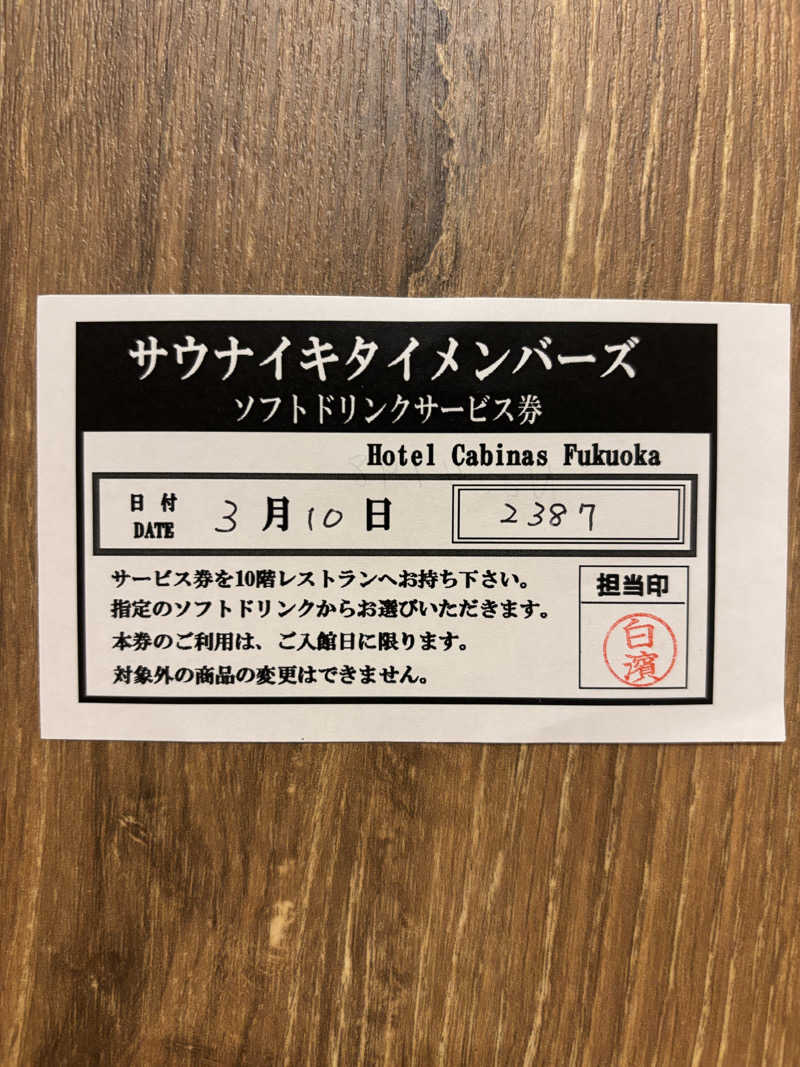 サウナイキタイメンバーズ
ソフトドリンクサービス券
Hotel Cabinas Fukuoka
日付
DATE
3月10日
2387
サービス券を10階レストランへお持ち下さい。
指定のソフトドリンクからお選びいただきます。
本券のご利用は、ご入館日に限ります。
対象外の商品の変更はできません。
担当印
白濱